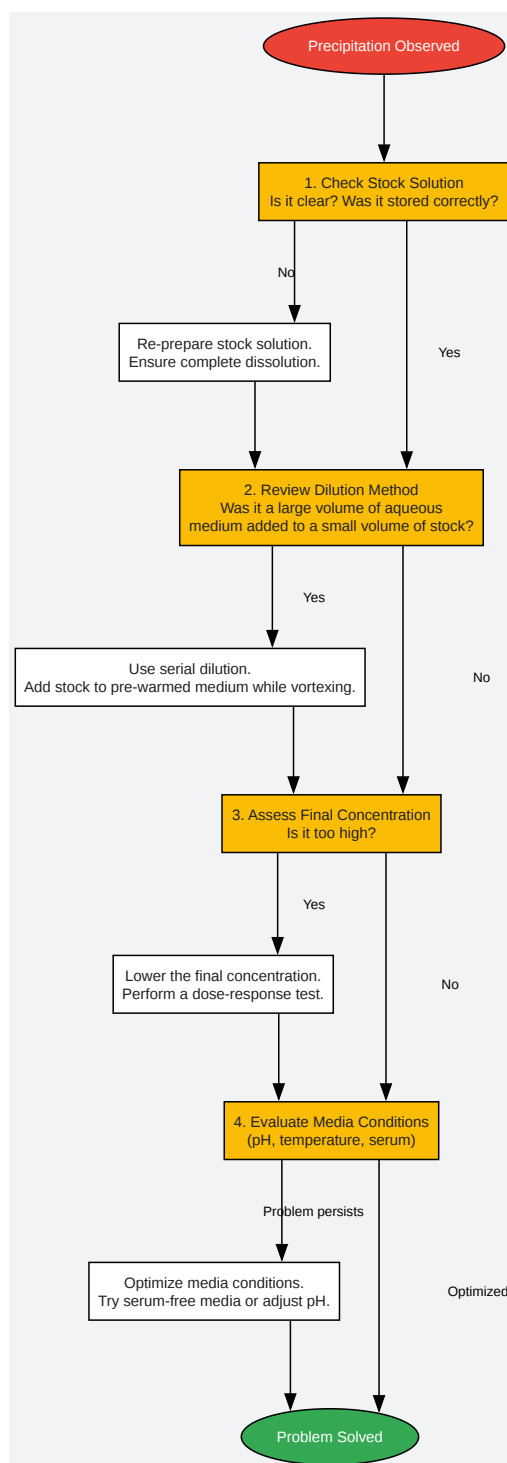 Precipitation Observed
1. Check Stock Solution
Is it clear? Was it stored correctly?
No
Re-prepare stock solution.
Ensure complete dissolution.
Yes
2. Review Dilution Method
Was it a large volume of aqueous
medium added to a small volume of stock?
Yes
Use serial dilution.
Add stock to pre-warmed medium while vortexing.
No
3. Assess Final Concentration
Is it too high?
Yes
Lower the final concentration.
Perform a dose-response test.
No
4. Evaluate Media Conditions
(pH, temperature, serum)
Problem persists
Optimize media conditions.
Try serum-free media or adjust pH.
Optimized
Problem Solved